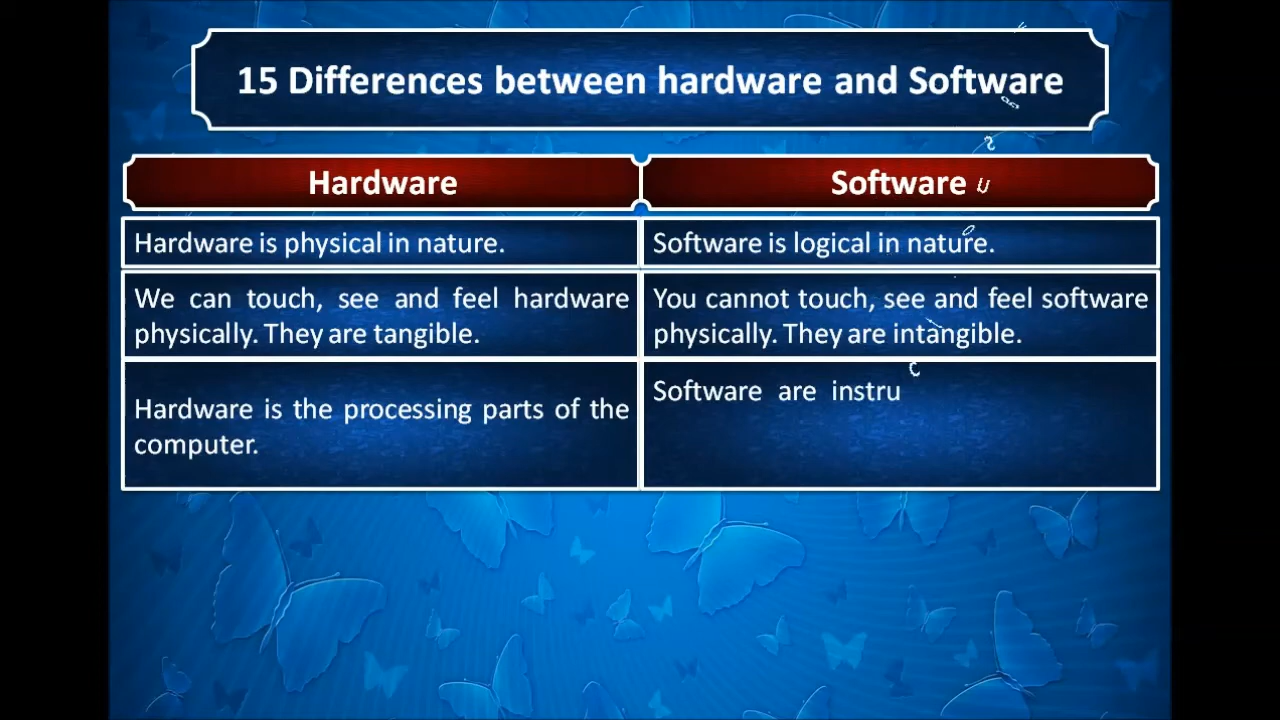 15 Differences between hardware and Software
Hardware
Software
Hardware is physical in nature.
Software is logical in nature.
We can touch, see and feel hardware
physically. They are tangible.
You cannot touch, see and feel software
physically. They are intangible.
Hardware is the processing parts of the
computer.
Software are instru